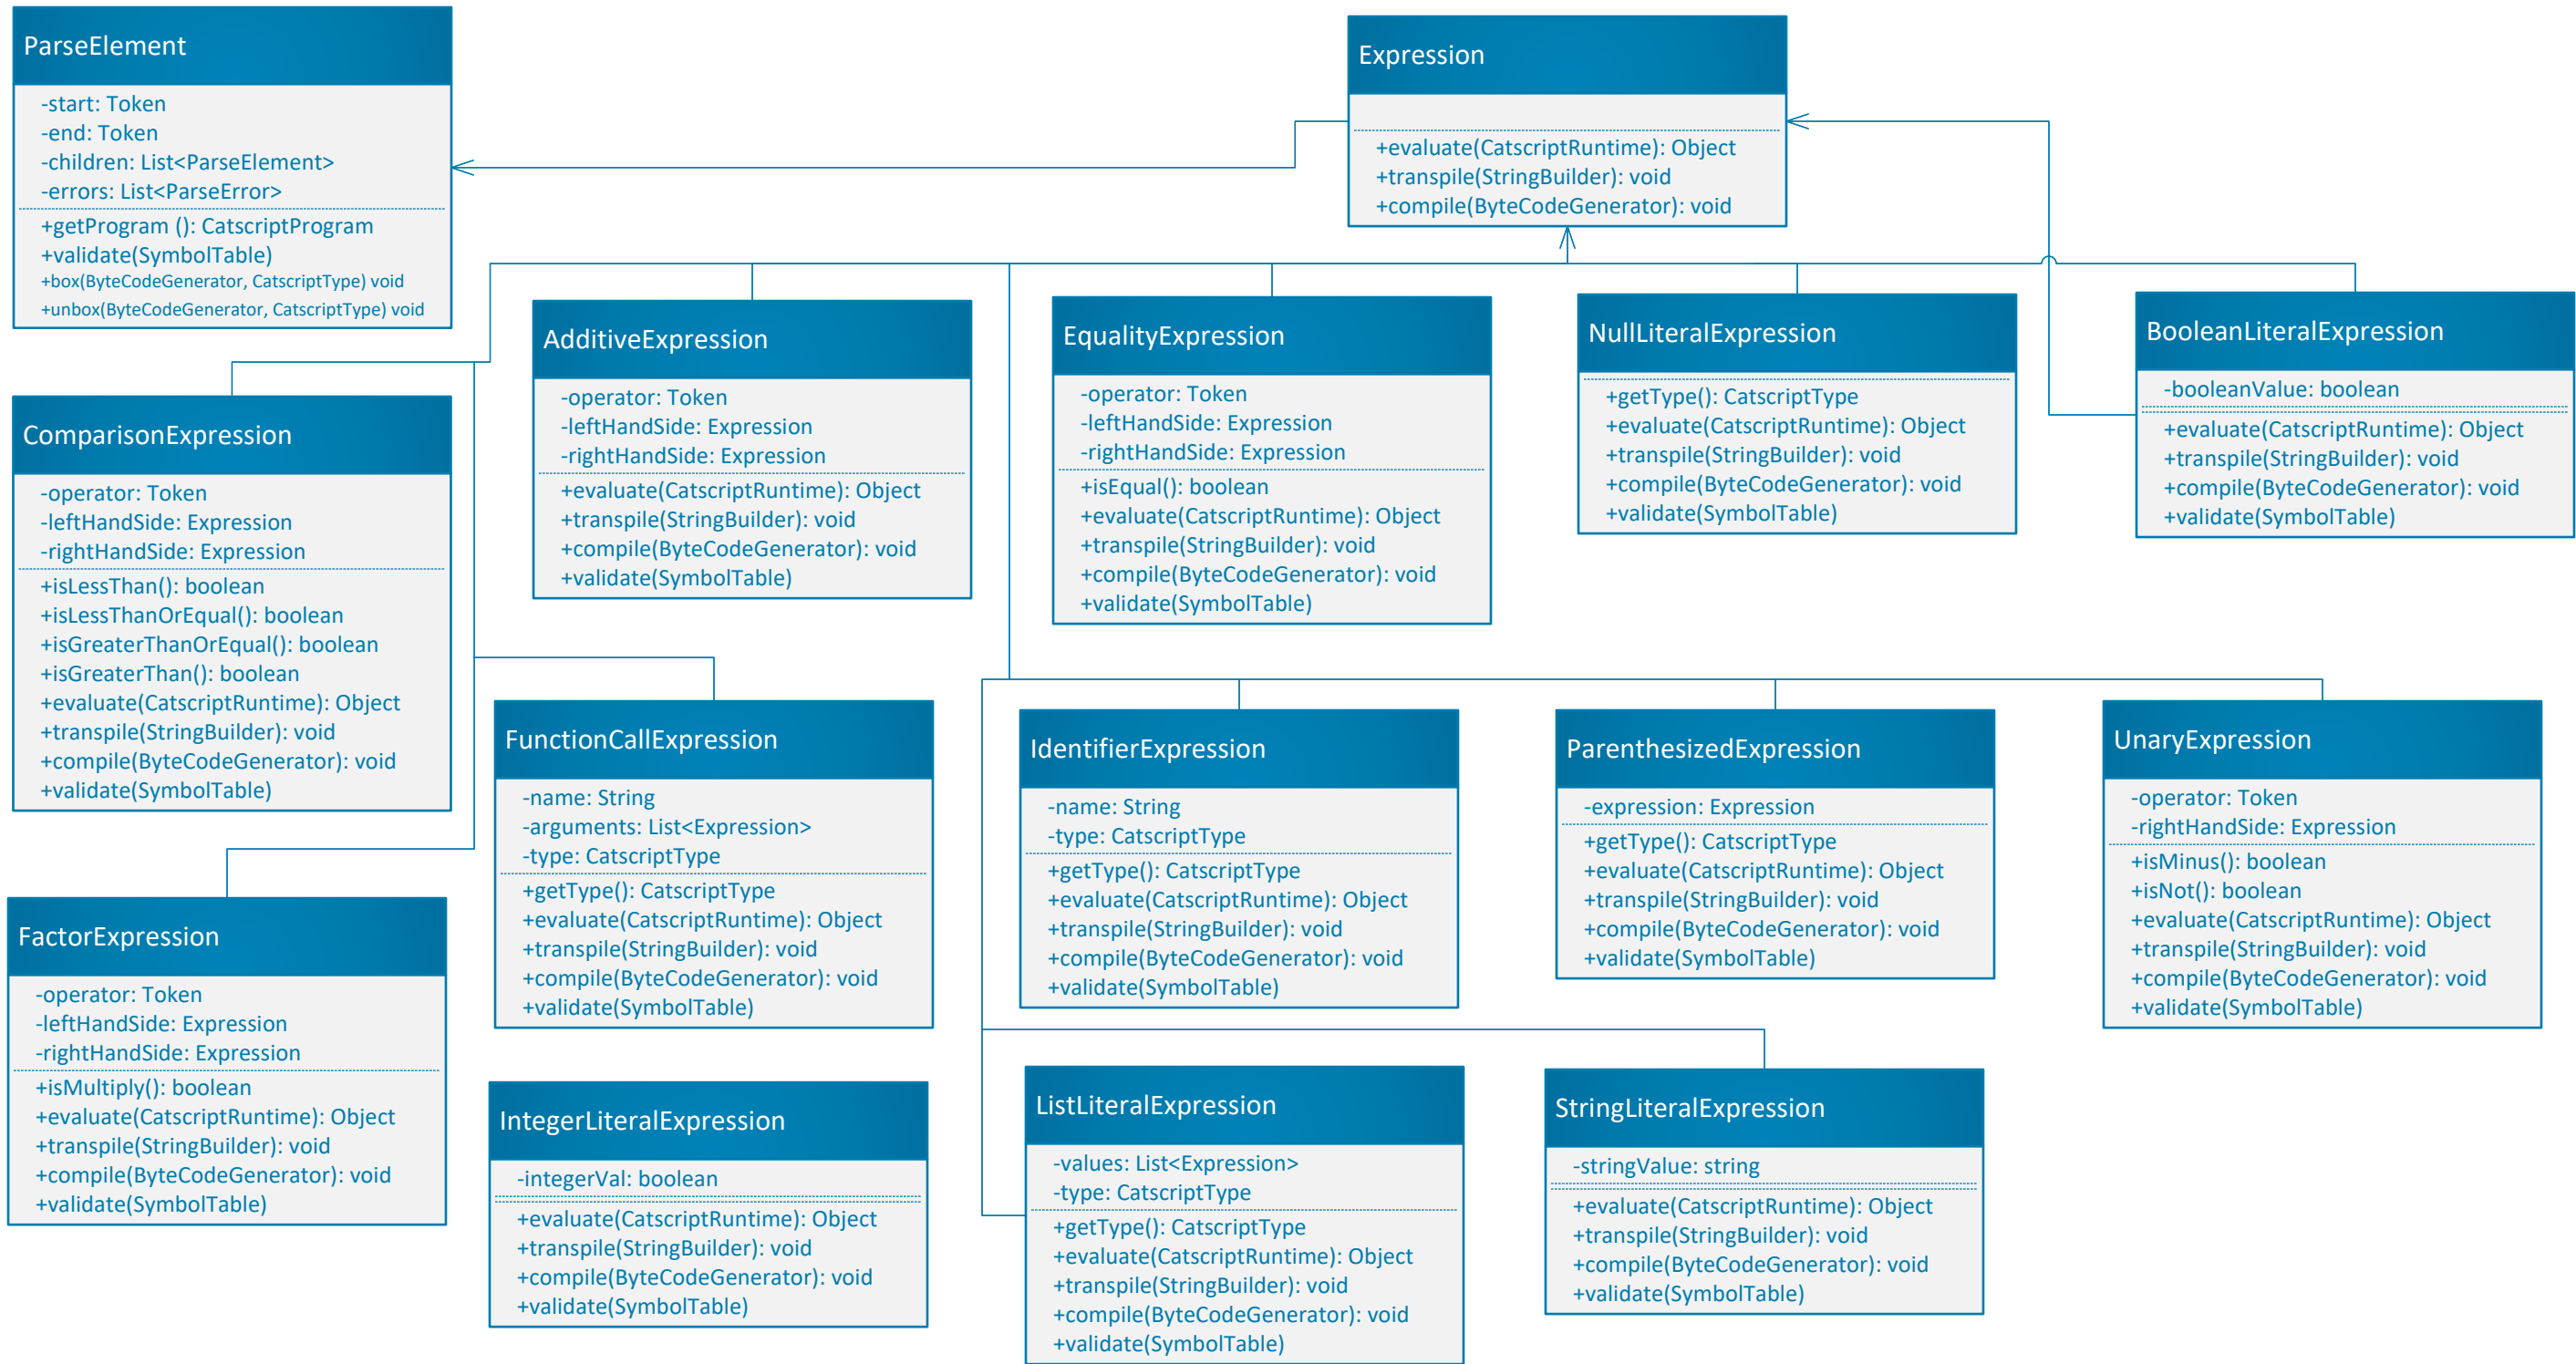 ParseElement
-start: Token
-end: Token
-children: List<ParseElement>
-errors: List<ParseError>
+getProgram (): CatscriptProgram
+validate(SymbolTable)
+box(ByteCodeGenerator, CatscriptType) void
+unbox(ByteCodeGenerator, CatscriptType) void
Expression
+evaluate(CatscriptRuntime): Object
+transpile(StringBuilder): void
+compile(ByteCodeGenerator): void
ComparisonExpression
-operator: Token
-leftHandSide: Expression
-rightHandSide: Expression
+isLessThan(): boolean
+isLessThanOrEqual(): boolean
+isGreaterThanOrEqual(): boolean
+isGreaterThan(): boolean
+evaluate(CatscriptRuntime): Object
+transpile(StringBuilder): void
+compile(ByteCodeGenerator): void
+validate(SymbolTable)
AdditiveExpression
-operator: Token
-leftHandSide: Expression
-rightHandSide: Expression
+evaluate(CatscriptRuntime): Object
+transpile(StringBuilder): void
+compile(ByteCodeGenerator): void
+validate(SymbolTable)
EqualityExpression
-operator: Token
-leftHandSide: Expression
-rightHandSide: Expression
+isEqual(): boolean
+evaluate(CatscriptRuntime): Object
+transpile(StringBuilder): void
+compile(ByteCodeGenerator): void
+validate(SymbolTable)
NullLiteralExpression
+getType(): CatscriptType
+evaluate(CatscriptRuntime): Object
+transpile(StringBuilder): void
+compile(ByteCodeGenerator): void
+validate(SymbolTable)
BooleanLiteralExpression
-booleanValue: boolean
+evaluate(CatscriptRuntime): Object
+transpile(StringBuilder): void
+compile(ByteCodeGenerator): void
+validate(SymbolTable)
FunctionCallExpression
-name: String
-arguments: List<Expression>
-type: CatscriptType
+getType(): CatscriptType
+evaluate(CatscriptRuntime): Object
+transpile(StringBuilder): void
+compile(ByteCodeGenerator): void
+validate(SymbolTable)
IdentifierExpression
-name: String
-type: CatscriptType
+getType(): CatscriptType
+evaluate(CatscriptRuntime): Object
+transpile(StringBuilder): void
+compile(ByteCodeGenerator): void
+validate(SymbolTable)
ParenthesizedExpression
-expression: Expression
+getType(): CatscriptType
+evaluate(CatscriptRuntime): Object
+transpile(StringBuilder): void
+compile(ByteCodeGenerator): void
+validate(SymbolTable)
UnaryExpression
-operator: Token
-rightHandSide: Expression
+isMinus(): boolean
+isNot(): boolean
+evaluate(CatscriptRuntime): Object
+transpile(StringBuilder): void
+compile(ByteCodeGenerator): void
+validate(SymbolTable)
FactorExpression
-operator: Token
-leftHandSide: Expression
-rightHandSide: Expression
+isMultiply(): boolean
+evaluate(CatscriptRuntime): Object
+transpile(StringBuilder): void
+compile(ByteCodeGenerator): void
+validate(SymbolTable)
IntegerLiteralExpression
-integerVal: boolean
+evaluate(CatscriptRuntime): Object
+transpile(StringBuilder): void
+compile(ByteCodeGenerator): void
+validate(SymbolTable)
ListLiteralExpression
-values: List<Expression>
-type: CatscriptType
+getType(): CatscriptType
+evaluate(CatscriptRuntime): Object
+transpile(StringBuilder): void
+compile(ByteCodeGenerator): void
+validate(SymbolTable)
StringLiteralExpression
-stringValue: string
+evaluate(CatscriptRuntime): Object
+transpile(StringBuilder): void
+compile(ByteCodeGenerator): void
+validate(SymbolTable)